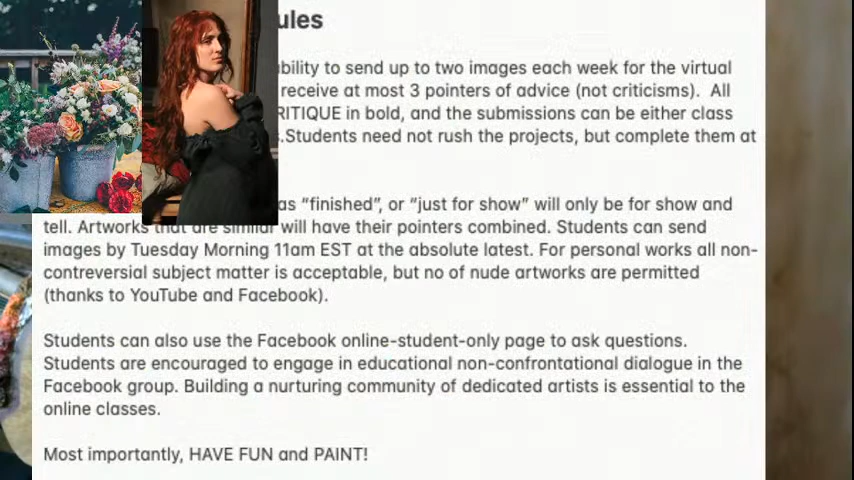 ules
bility to send up to two images each week for the virtual
receive at most 3 pointers of advice (not criticisms). All
RITIQUE in bold, and the submissions can be either class
s.Students need not rush the projects, but complete them at
as “finished”, or “just for show” will only be for show and
tell. Artworks that are similar will have their pointers combined. Students can send
images by Tuesday Morning 11am EST at the absolute latest. For personal works all non-
contreversial subject matter is acceptable, but no of nude artworks are permitted
(thanks to YouTube and Facebook).
Students can also use the Facebook online-student-only page to ask questions.
Students are encouraged to engage in educational non-confrontational dialogue in the
Facebook group. Building a nurturing community of dedicated artists is essential to the
online classes.
Most importantly, HAVE FUN and PAINT!